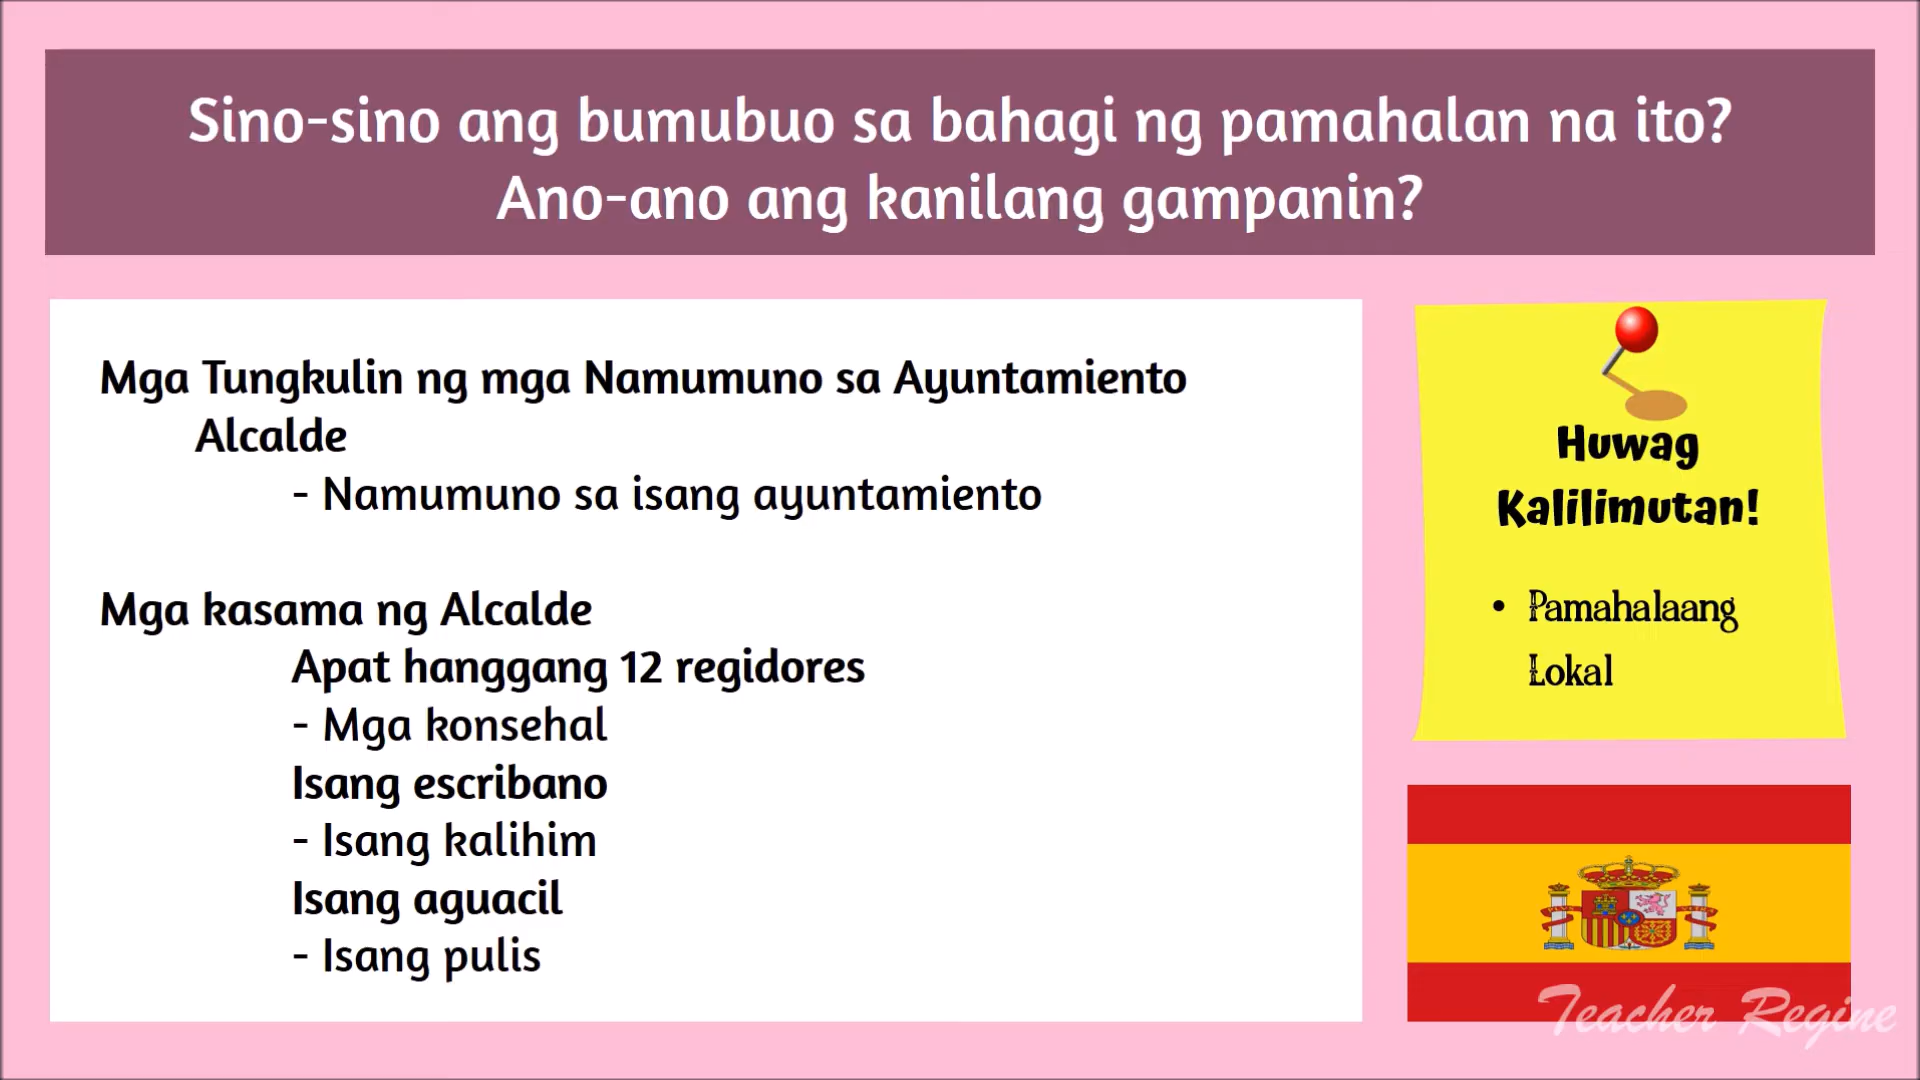 Sino-sino ang bumubuo sa bahagi ng pamahalan na ito?
Ano-ano ang kanilang gampanin?
Mga Tungkulin ng mga Namumuno sa Ayuntamiento
Alcalde
- Namumuno sa isang ayuntamiento
Mga kasama ng Alcalde
Apat hanggang 12 regidores
- Mga konsehal
Isang escribano
- Isang kalihim
Isang aguacil
- Isang pulis
Huwag
Kalilimutan!
• Pamahalaang
Lokal
Teacher Regine